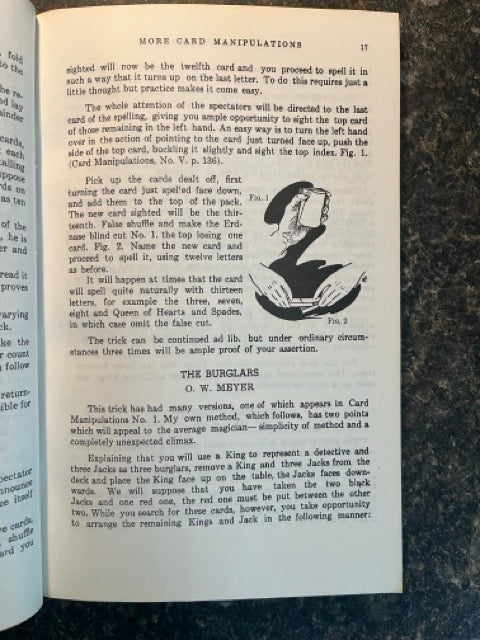 MORE CARD MANIPULATIONS 17
sighted will now be the twelfth card and you proceed to spell it in
such a way that it turns up on the last letter. To do this requires just a
little thought but practice makes it come easy.
The whole attention of the spectators will be directed to the last
card of the spelling, giving you ample opportunity to sight the top card
of those remaining in the left hand. An easy way is to turn the left hand
over in the action of pointing to the card just turned face up, push the
side of the top card, buckling it slightly and sight the top index. Fig. 1.
(Card Manipulations, No. V. p. 136).
Pick up the cards dealt off, first
turning the card just spelled face down,
and add them to the top of the pack.
The new card sighted will be the thir-
teenth. False shuffle and make the Erd-
nase blind cut No. 1. the top losing one
card. Fig. 2. Name the new card and
proceed to spell it, using twelve letters
as before.
It will happen at times that the card
will spell quite naturally with thirteen
letters, for example the three, seven,
eight and Queen of Hearts and Spades,
in which case omit the false cut.
FIG. 1
FIG. 2
The trick can be continued ad lib. but under ordinary circum-
stances three times will be ample proof of your assertion.
THE BURGLARS
O. W. MEYER
This trick has had many versions, one of which appears in Card
Manipulations No. 1. My own method, which follows, has two points
which will appeal to the average magician— simplicity of method and a
completely unexpected climax.
Explaining that you will use a King to represent a detective and
three Jacks as three burglars, remove a King and three Jacks from the
deck and place the King face up on the table, the Jacks faces down-
wards. We will suppose that you have taken the two black
Jacks and one red one, the red one must be put between the other
two. While you search for these cards, however, you take opportunity
to arrange the remaining Kings and Jack in the following manner: